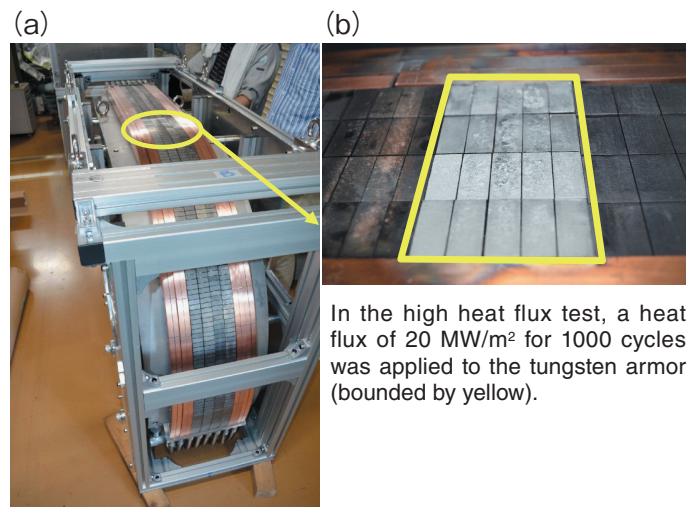 (a)
(b)
In the high heat flux test, a heat
flux of 20 MW/m² for 1000 cycles
was applied to the tungsten armor
(bounded by yellow).